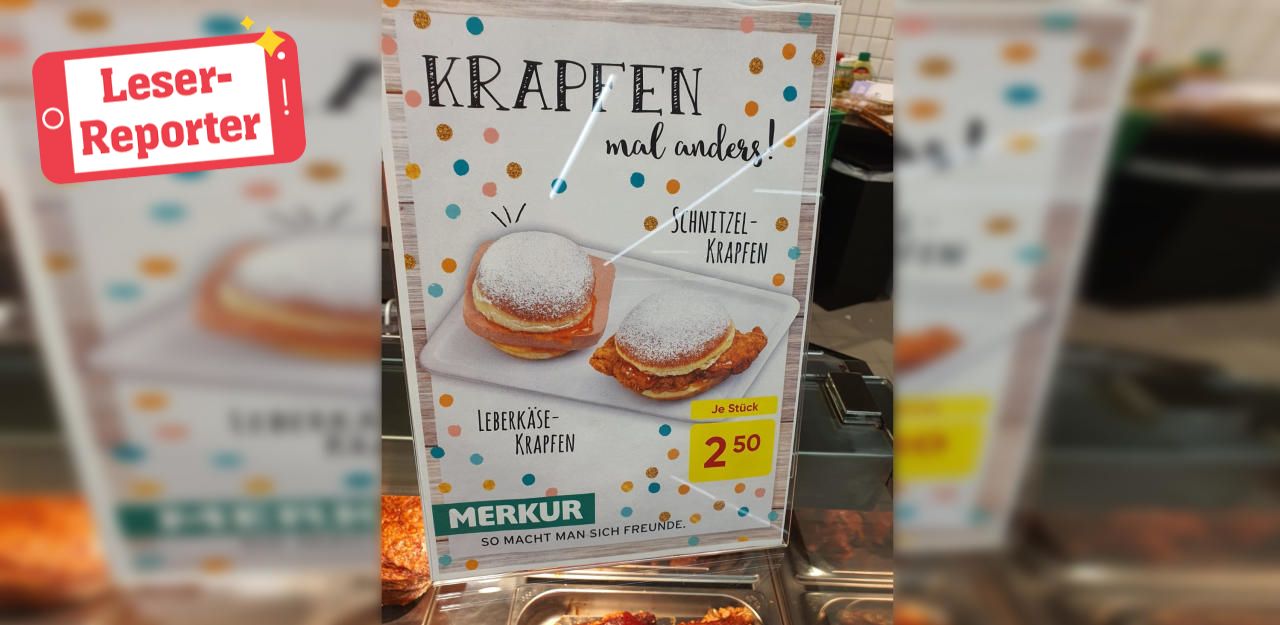 Leser-
Reporter
KRAPFEN
mal anders!
SCHNITZEL-
KRAPFEN
LEBERKÄSE-
KRAPFEN
Je Stück
2 50
MERKUR
SO MACHT MAN SICH FREUNDE.